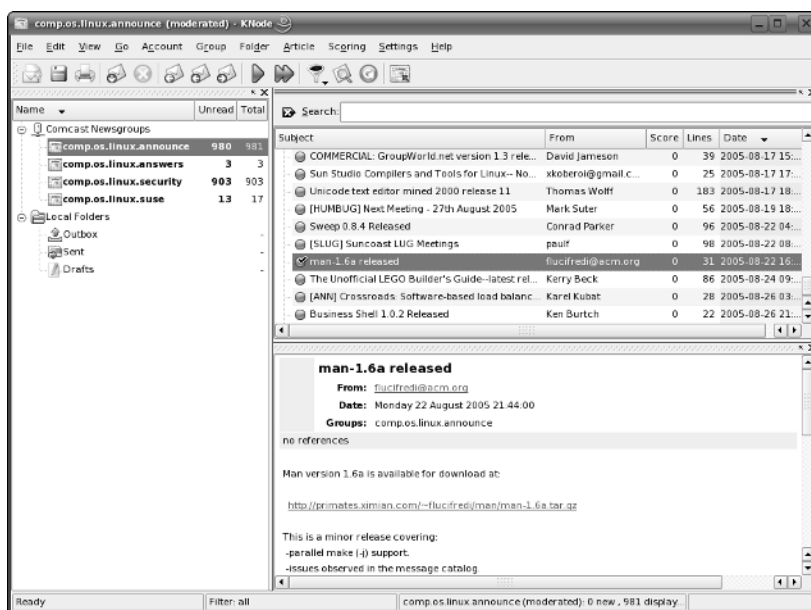 comp.os.linux.announce (moderated) - KNode
File Edit View Go Account Group Folder Article Scoring Settings Help
Name Unread Total
Comcast Newsgroups
comp.os.linux.announce 980 981
comp.os.linux.answers 3 3
comp.os.linux.security 903 903
comp.os.linux.suse 13 17
Local Folders
Outbox -
Sent -
Drafts -
Search:
Subject From Score Lines Date
COMMERCIAL: GroupWorld.net version 1.3 rele... David Jameson 0 39 2005-08-17 15:...
Sun Studio Compilers and Tools for Linux-- No... xkoberoi@gmail.c... 0 25 2005-08-17 17:...
Unicode text editor mined 2000 release 11 Thomas Wolff 0 183 2005-08-17 18:...
[HUMBUG] Next Meeting - 27th August 2005 Mark Suter 0 56 2005-08-19 18:...
Sweep 0.8.4 Released Conrad Parker 0 96 2005-08-22 04:...
[SLUG] Suncoast LUG Meetings paulf 0 98 2005-08-22 08:...
man-1.6a released flucifredi@acm.org 0 31 2005-08-22 16:...
The Unofficial LEGO Builder's Guide--latest rel... Kerry Beck 0 86 2005-08-24 09:...
[ANN] Crossroads: Software-based load balanc... Karel Kubat 0 28 2005-08-26 03:...
Business Shell 1.0.2 Released Ken Burtch 0 22 2005-08-26 21:...
man-1.6a released
From: flucifredi@acm.org
Date: Monday 22 August 2005 21:44:00
Groups: comp.os.linux.announce
no references
Man version 1.6a is available for download at:
http://primates.ximian.com/~flucifredi/man/man-1.6a.tar.gz
This is a minor release covering:
-parallel make (-j) support.
-issues observed in the message catalog.
Ready Filter: all comp.os.linux.announce (moderated): 0 new , 981 display...